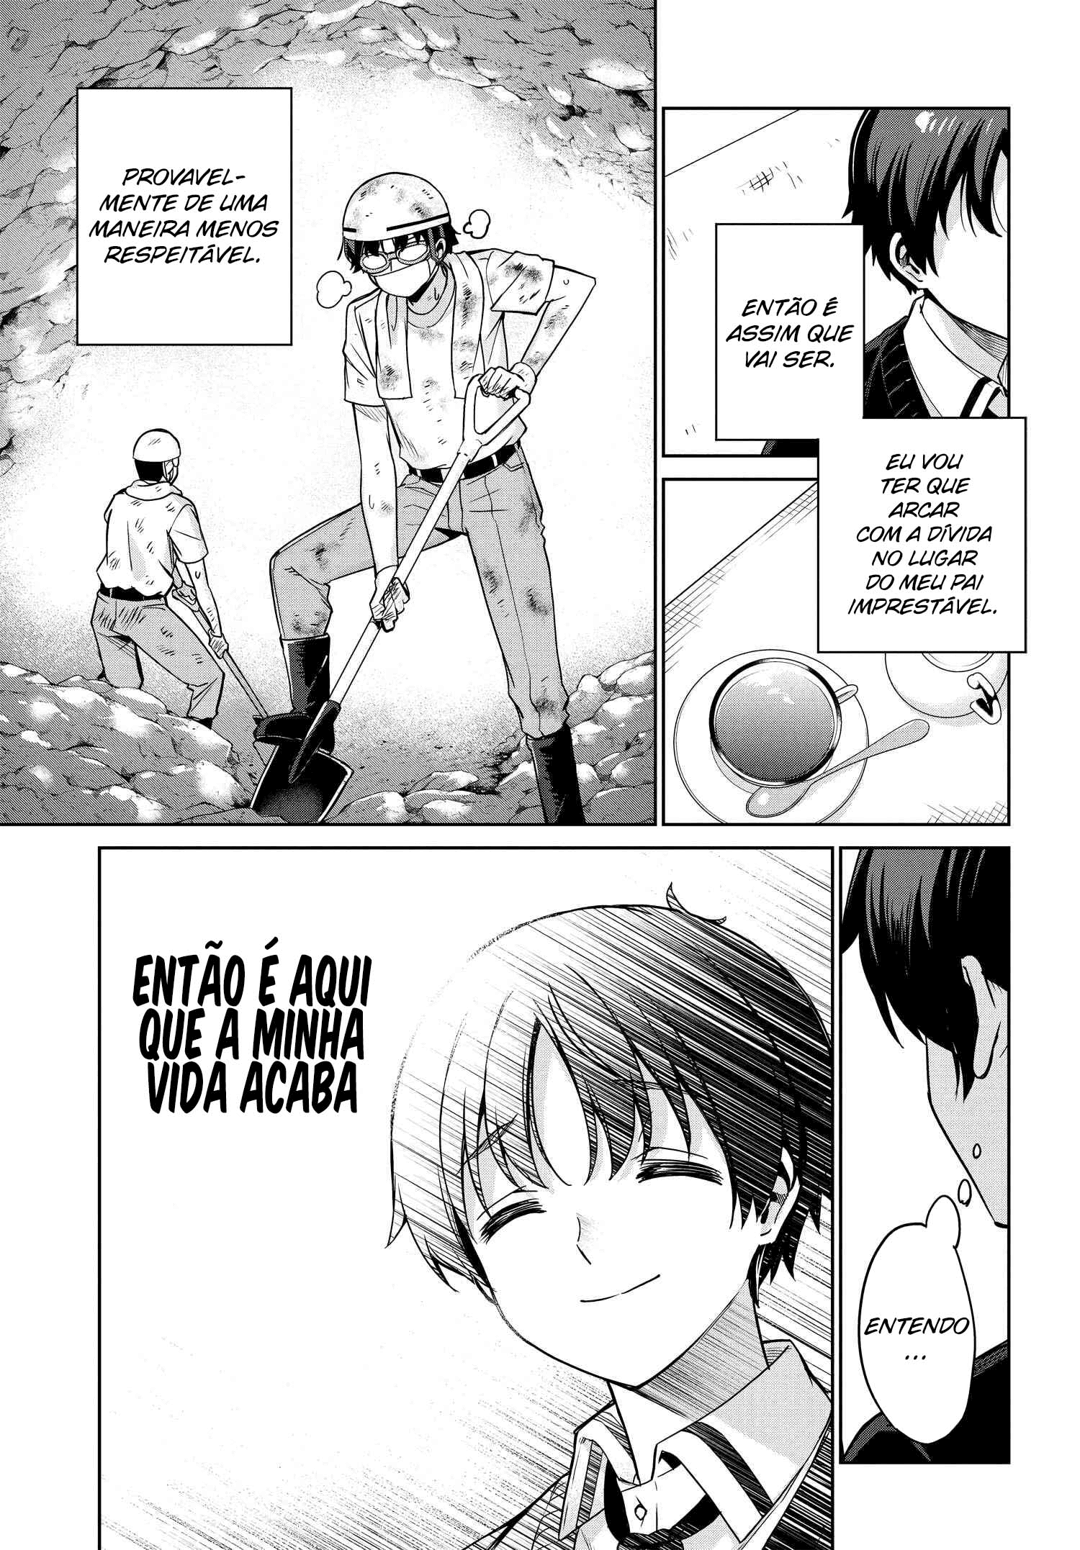 ENTÃO É
ASSIM QUE
VAI SER.
EU VOU
TER QUE
ARCAR
COM A DÍVIDA
NO LUGAR
DO MEU PAI
IMPRESTÁVEL.
PROVAVEL-
MENTE DE UMA
MANEIRA MENOS
RESPEITÁVEL.
ENTENDO
...
ENTÃO É AQUI
QUE A MINHA
VIDA ACABA